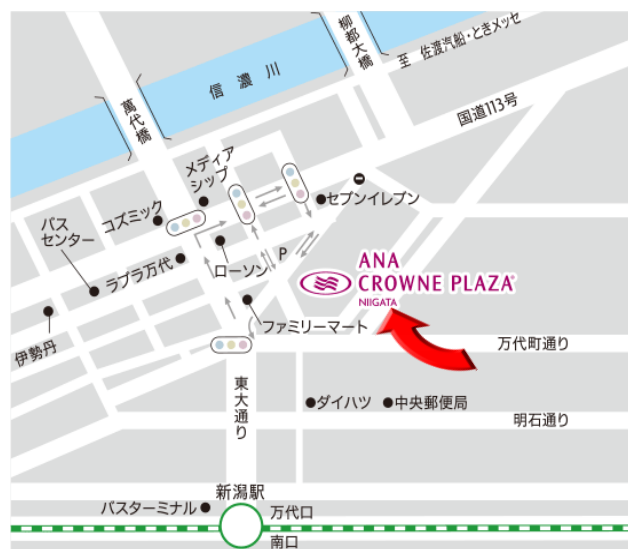 信濃川
萬代橋
柳都大橋
至 佐渡汽船・ときメッセ
国道113号
メディア
シップ
コズミック
バス
センター
ラブラ万代
ローソン
P
セブンイレブン
ANA
CROWNE PLAZA
NIIGATA
伊勢丹
ファミリーマート
万代町通り
東大通り
ダイハツ
中央郵便局
明石通り
新潟駅
バスターミナル
万代口
南口